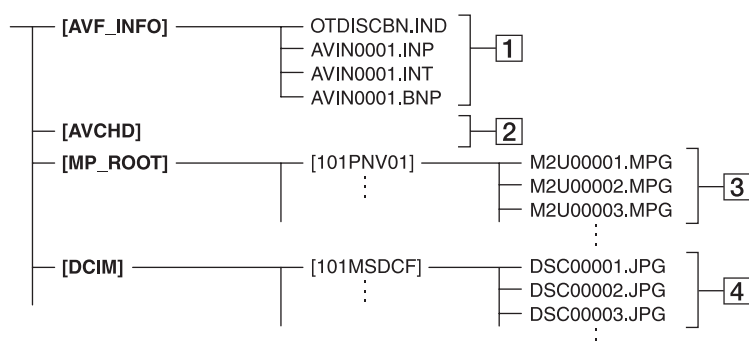 [AVF_INFO] OTDISCBN.IND
AVIN0001.INP 1
AVIN0001.INT
AVIN0001.BNP
[AVCHD] 2
[MP_ROOT] [101PNV01] M2U00001.MPG
M2U00002.MPG 3
M2U00003.MPG
[DCIM] [101MSDCF] DSC00001.JPG
DSC00002.JPG 4
DSC00003.JPG